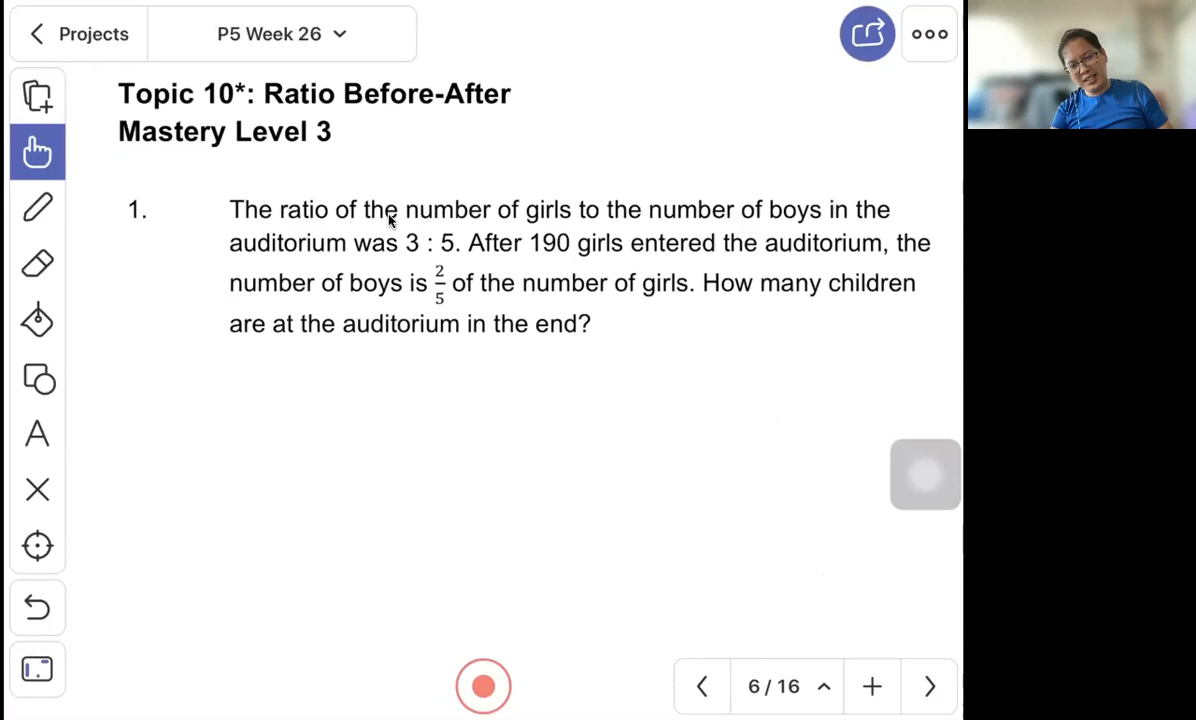 Projects
P5 Week 26
Topic 10*: Ratio Before-After
Mastery Level 3
1. The ratio of the number of girls to the number of boys in the
auditorium was 3 : 5. After 190 girls entered the auditorium, the
number of boys is 2/5 of the number of girls. How many children
are at the auditorium in the end?
A
6 / 16